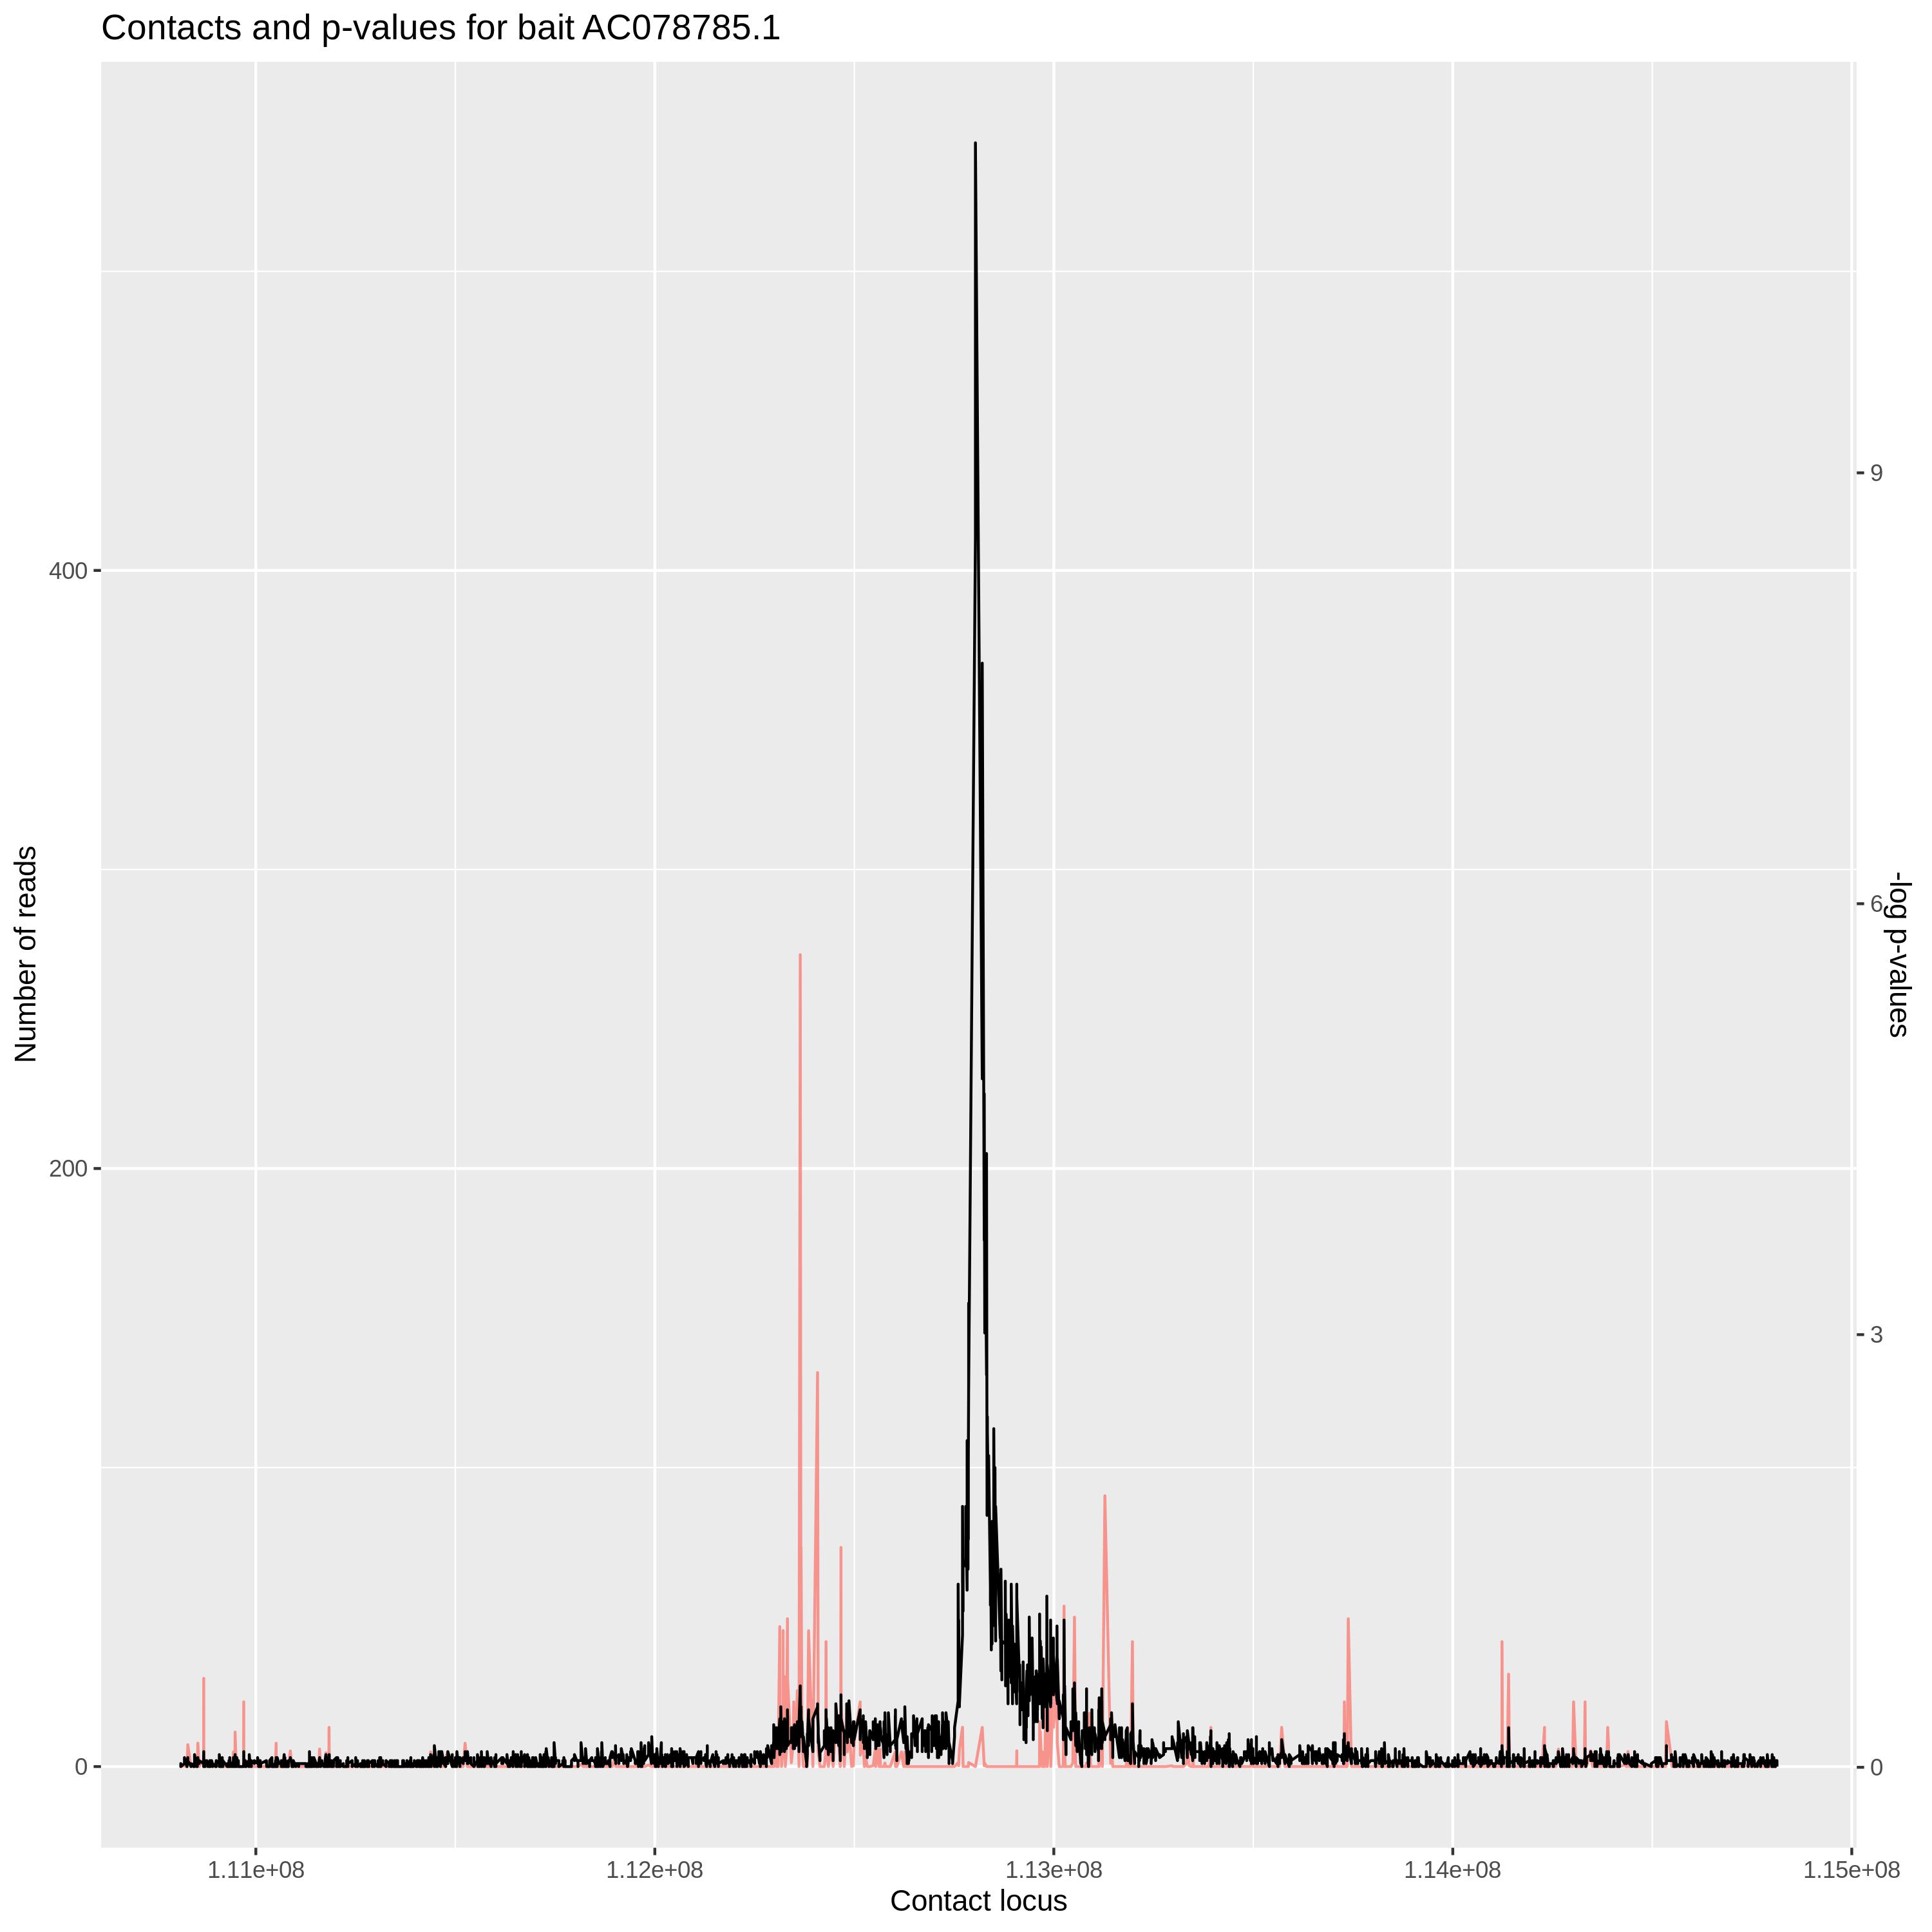 Contacts and p-values for bait AC078785.1
Number of reads
400
200
0
9
6
3
0
-log p-values
1.11e+08
1.12e+08
1.13e+08
1.14e+08
1.15e+08
Contact locus